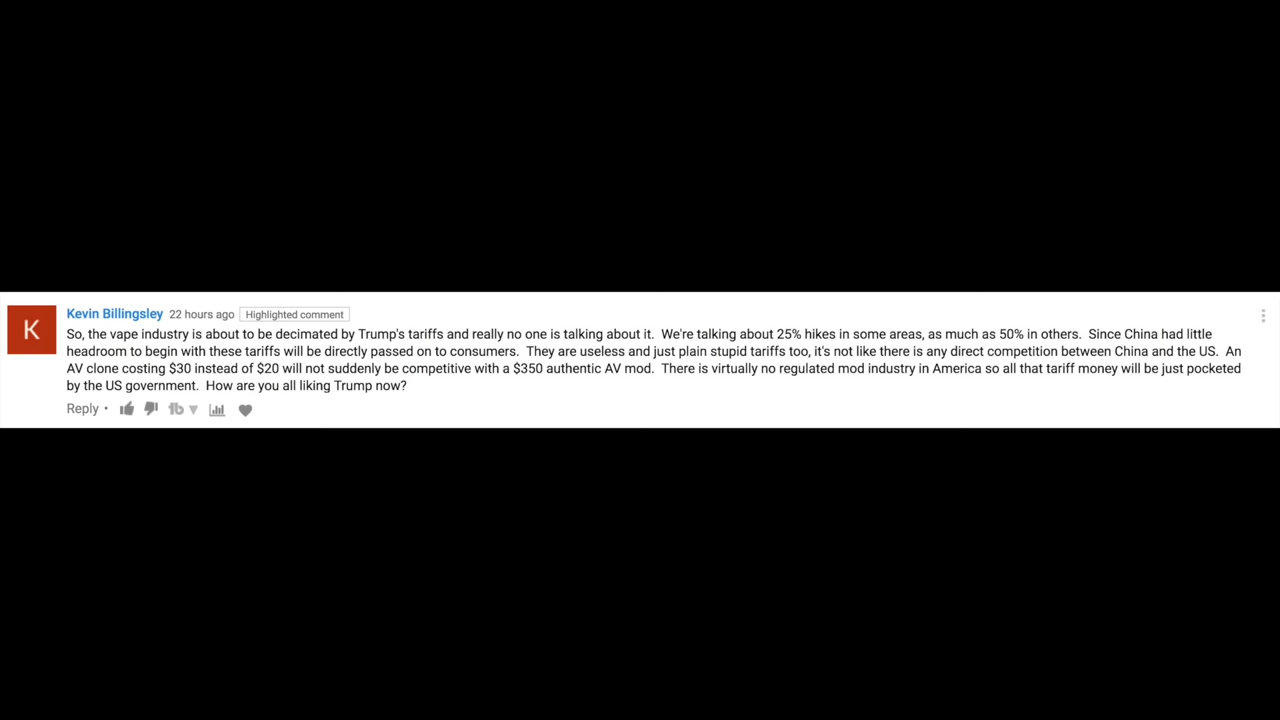 K
Kevin Billingsley 22 hours ago Highlighted comment
So, the vape industry is about to be decimated by Trump's tariffs and really no one is talking about it.  We're talking about 25% hikes in some areas, as much as 50% in others.  Since China had little
headroom to begin with these tariffs will be directly passed on to consumers.  They are useless and just plain stupid tariffs too, it's not like there is any direct competition between China and the US.  An
AV clone costing $30 instead of $20 will not suddenly be competitive with a $350 authentic AV mod.  There is virtually no regulated mod industry in America so all that tariff money will be just pocketed
by the US government.  How are you all liking Trump now?
Reply •